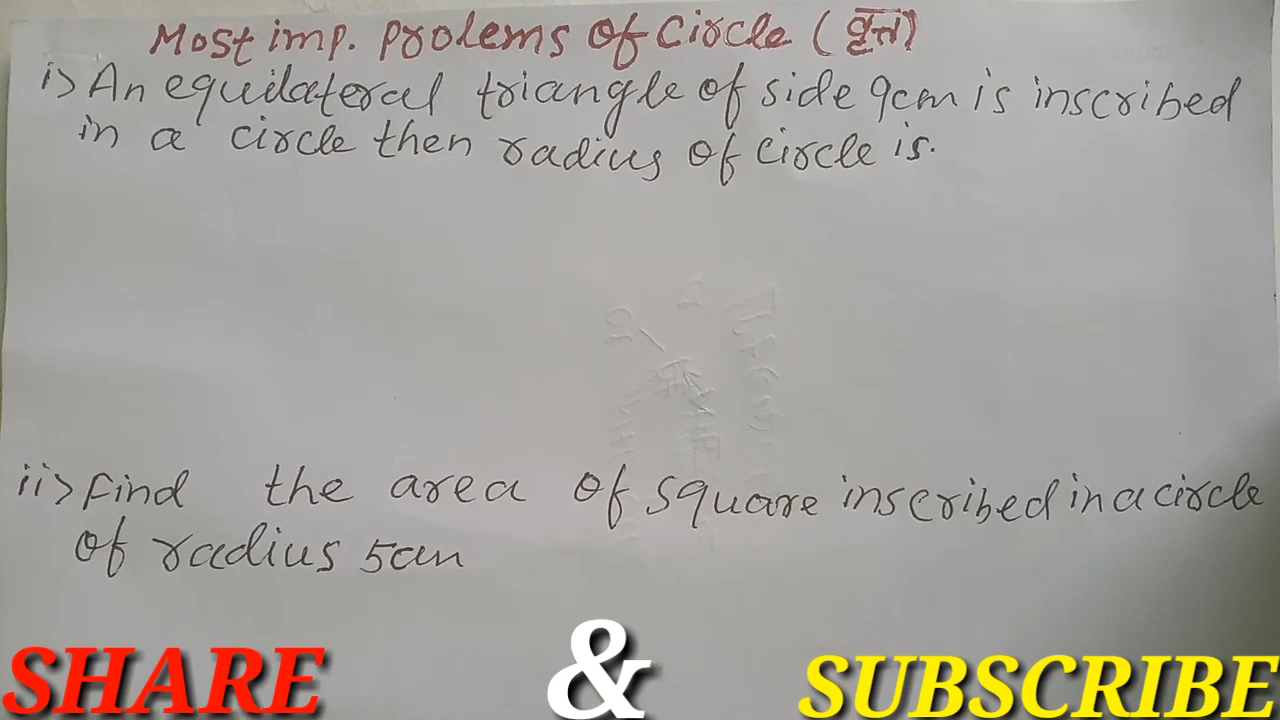 Most imp. prolems of circle (वृत्त)
i> An equilateral triangle of side 9cm is inscribed
in a circle then radius of circle is.
ii> Find the area of square inscribed in a circle
of radius 5cm
SHARE & SUBSCRIBE